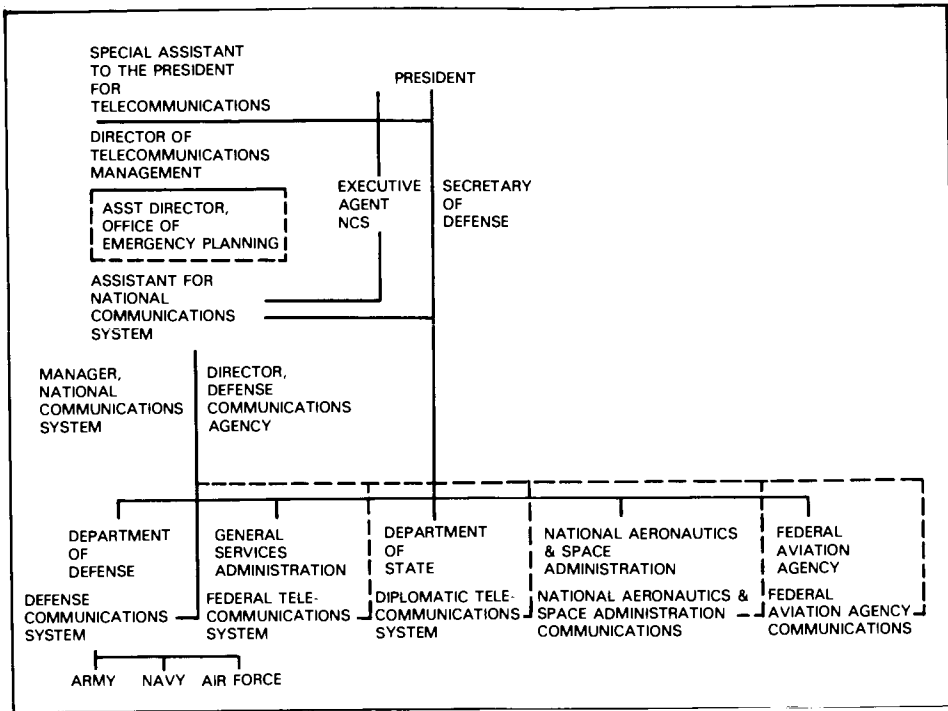 SPECIAL ASSISTANT
TO THE PRESIDENT
FOR
TELECOMMUNICATIONS
PRESIDENT
DIRECTOR OF
TELECOMMUNICATIONS
MANAGEMENT
EXECUTIVE
AGENT
NCS
SECRETARY
OF
DEFENSE
ASST DIRECTOR,
OFFICE OF
EMERGENCY PLANNING
ASSISTANT FOR
NATIONAL
COMMUNICATIONS
SYSTEM
MANAGER,
NATIONAL
COMMUNICATIONS
SYSTEM
DIRECTOR,
DEFENSE
COMMUNICATIONS
AGENCY
DEPARTMENT
OF
DEFENSE
GENERAL
SERVICES
ADMINISTRATION
DEPARTMENT
OF
STATE
NATIONAL AERONAUTICS
& SPACE
ADMINISTRATION
FEDERAL
AVIATION
AGENCY
DEFENSE
COMMUNICATIONS
SYSTEM
FEDERAL TELE-
COMMUNICATIONS
SYSTEM
DIPLOMATIC TELE-
COMMUNICATIONS
SYSTEM
NATIONAL AERONAUTICS &
SPACE ADMINISTRATION
COMMUNICATIONS
FEDERAL
AVIATION AGENCY
COMMUNICATIONS
ARMY
NAVY
AIR FORCE